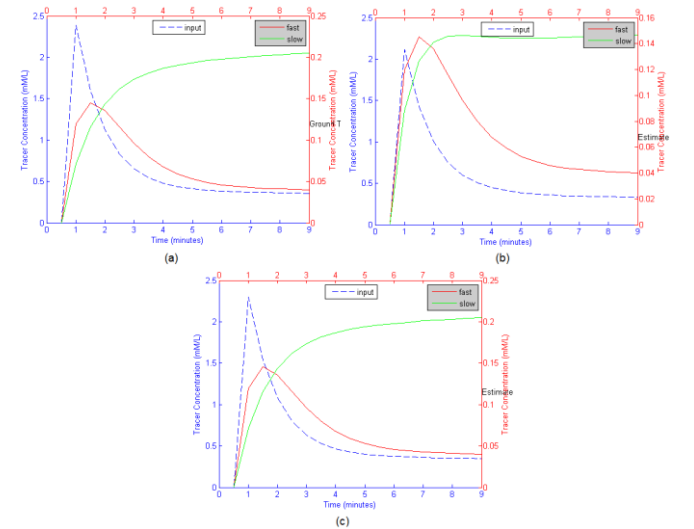 0 1 2 3 4 5 6 7 8 9
2.5 2 1.5 1 0.5 0
0.25 0.2 0.15 0.1 0.05 0
input
fast
slow
Tracer Concentration (mM/L)
Tracer Concentration (mM/L)
Ground T
0 1 2 3 4 5 6 7 8 9
Time (minutes)
(a)
0 1 2 3 4 5 6 7 8 9
2.5 2 1.5 1 0.5 0
0.16 0.14 0.12 0.1 0.08 0.06 0.04 0.02 0
input
fast
slow
Tracer Concentration (mM/L)
Tracer Concentration (mM/L)
Estimate
0 1 2 3 4 5 6 7 8 9
Time (minutes)
(b)
0 1 2 3 4 5 6 7 8 9
2.5 2 1.5 1 0.5 0
0.25 0.2 0.15 0.1 0.05 0
input
fast
slow
Tracer Concentration (mM/L)
Tracer Concentration (mM/L)
Estimate
0 1 2 3 4 5 6 7 8 9
Time (minutes)
(c)